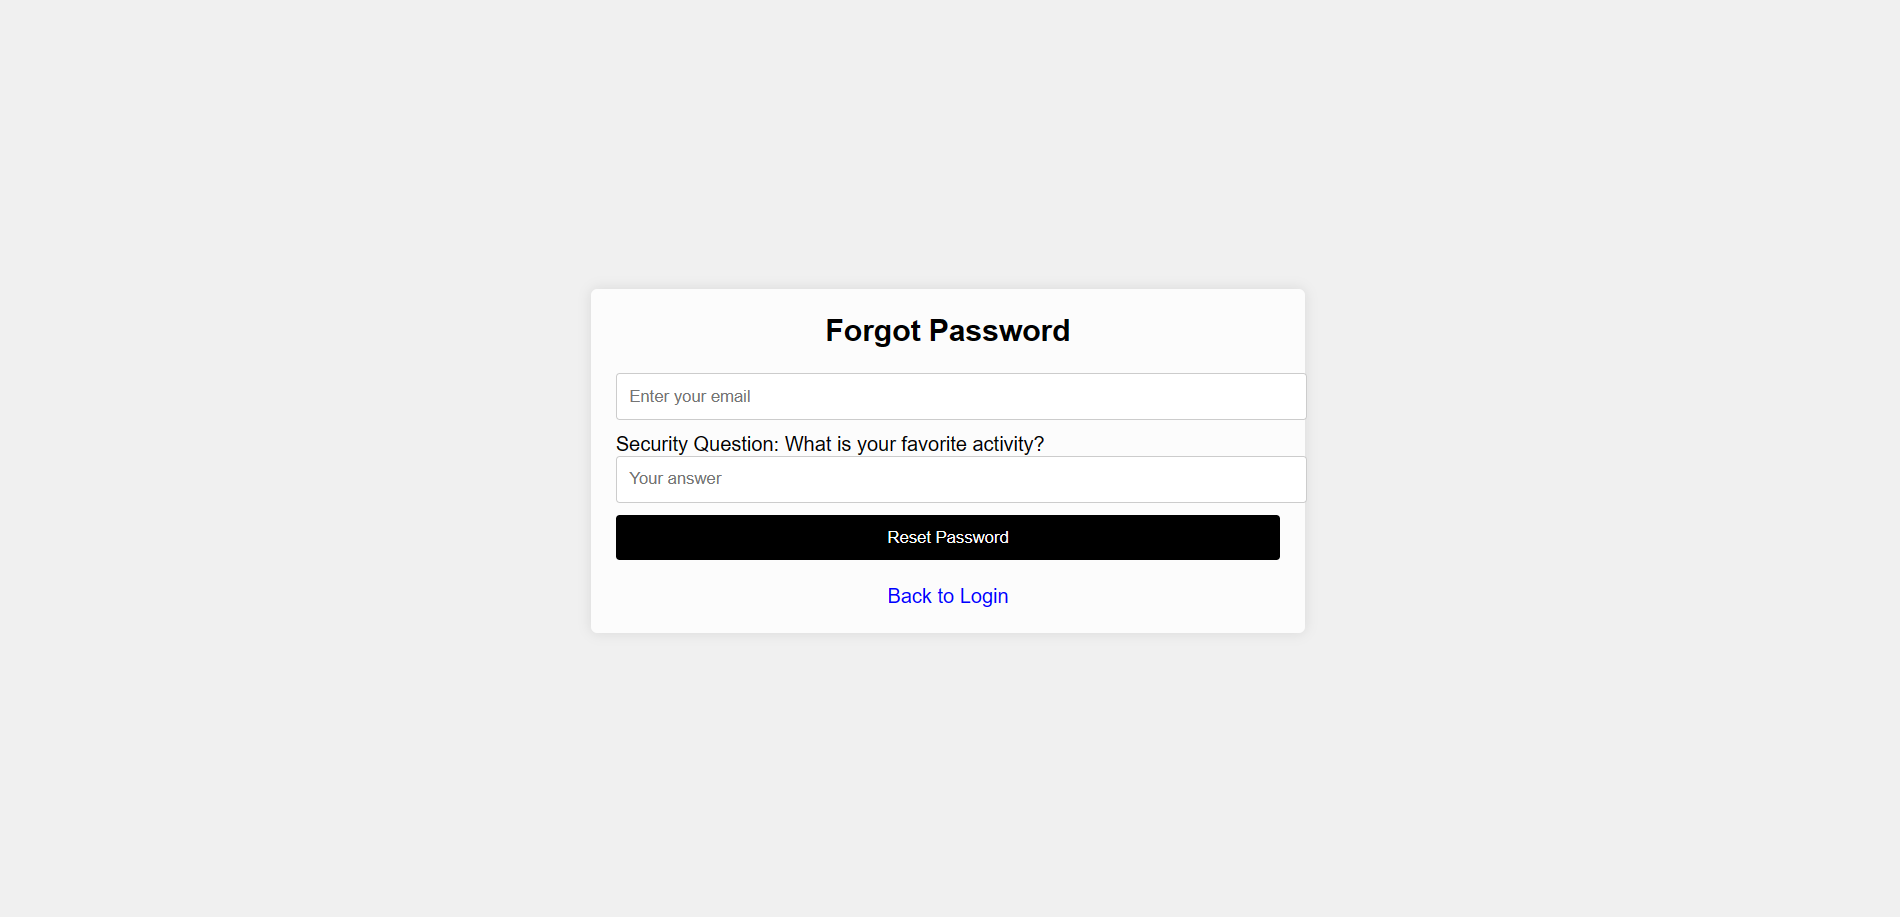 Forgot Password
Enter your email
Security Question: What is your favorite activity?
Your answer
Reset Password
Back to Login